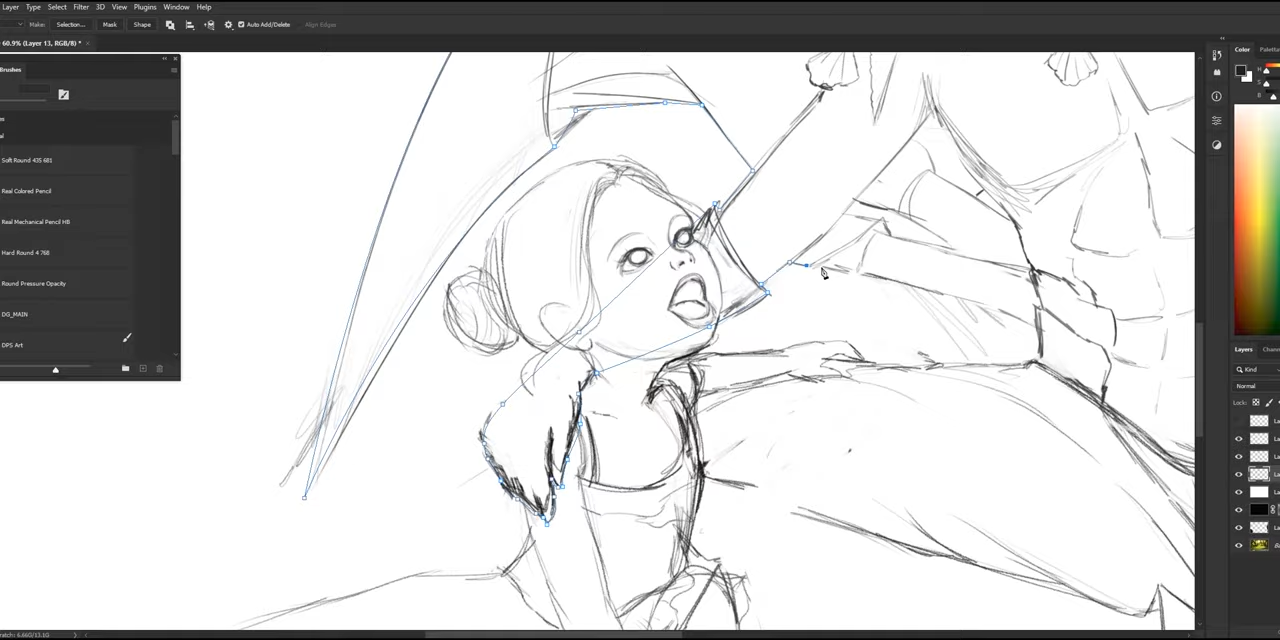 Layer Type Select Filter 3D View Plugins Window Help
Make: Selection... Mask Shape Auto Add/Delete Align Edges
60.9% (Layer 13, RGB/8) *
Brushes
Soft Round 435 681
Real Colored Pencil
Real Mechanical Pencil HB
Hard Round 4 768
Round Pressure Opacity
DG_MAIN
DPS Art
Color
H
S
B
Layers
Kind
Normal
Lock: